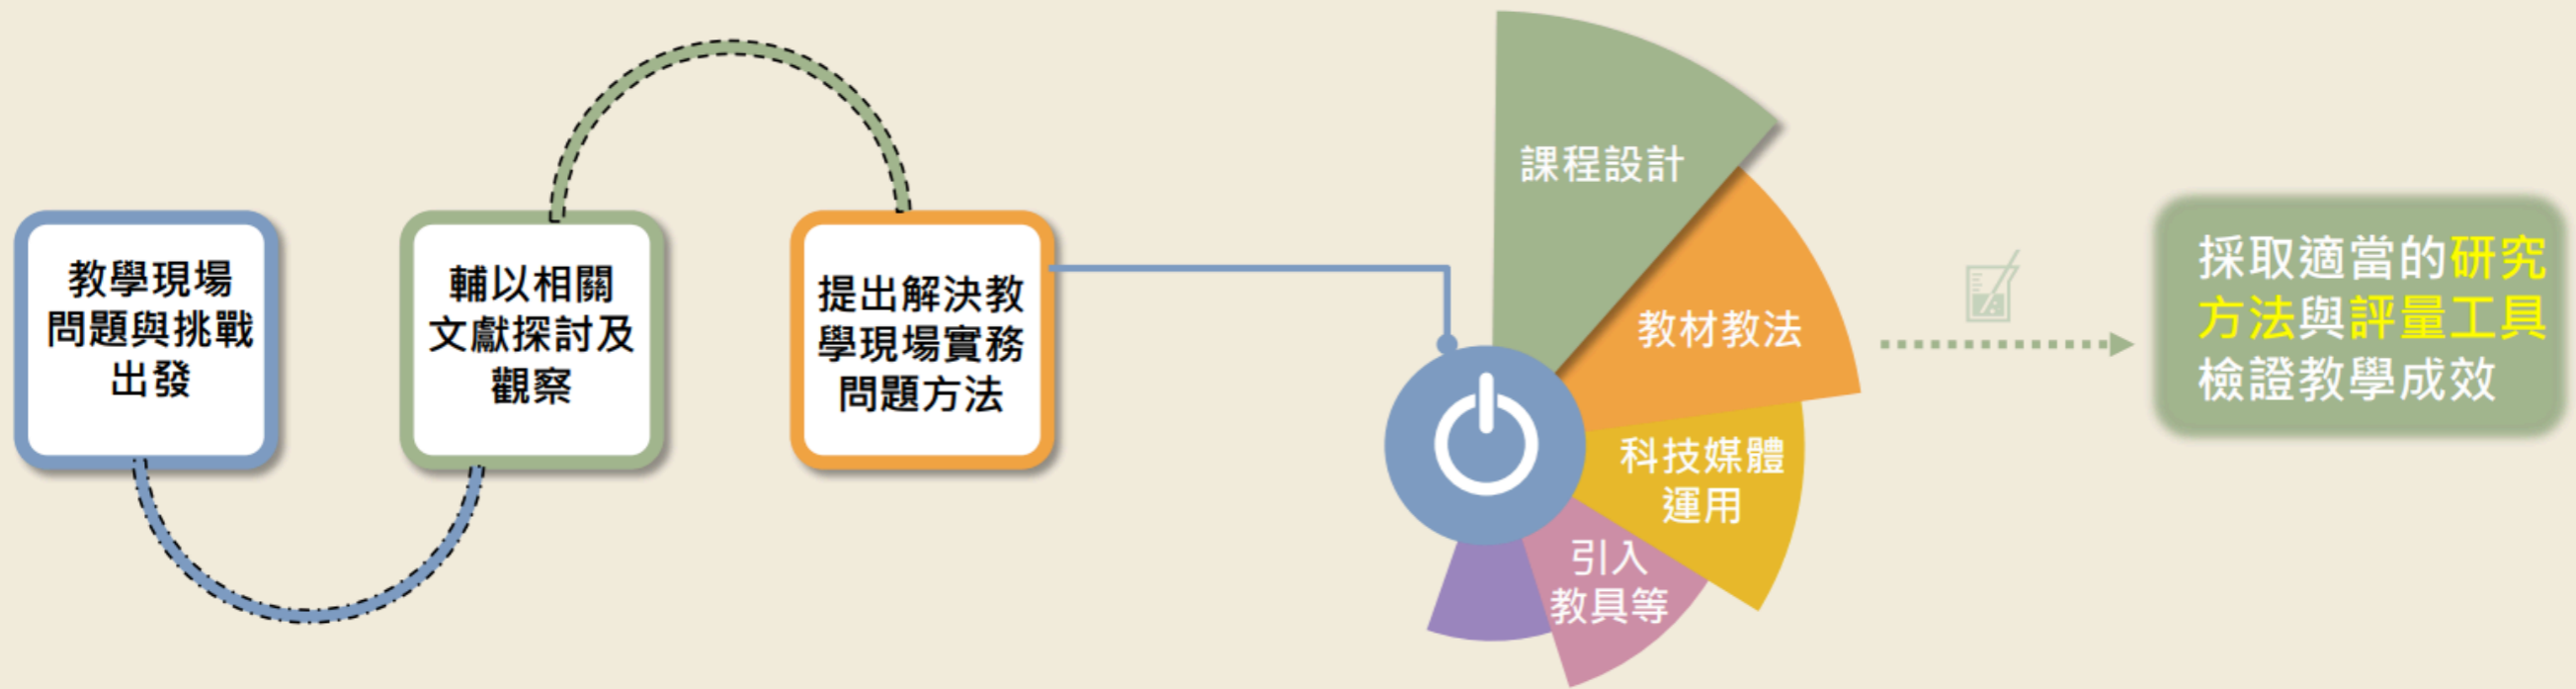 教學現場
問題與挑戰
出發
輔以相關
文獻探討及
觀察
提出解決教
學現場實務
問題方法
課程設計
教材教法
科技媒體
運用
引入
教具等
採取適當的研究
方法與評量工具
檢證教學成效